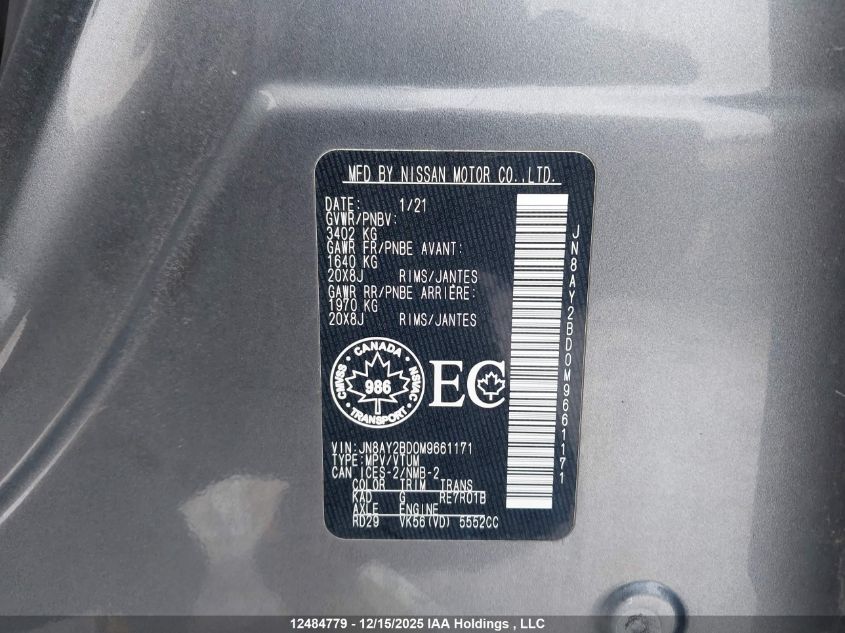 MFD BY NISSAN MOTOR CO.,LTD.
DATE: 1/21
GVWR/PNBV:
3402 KG
GAWR FR/PNBE AVANT:
1640 KG
20X8J RIMS/JANTES
GAWR RR/PNBE ARRIÈRE:
1970 KG
20X8J RIMS/JANTES
CANADA
CMVSS 986 NSVAC
TRANSPORT
EC
VIN:JN8AY2BD0M9661171
TYPE:MPV/VTUM
CAN ICES-2/NMB-2
COLOR TRIM TRANS
KAD G RE7R01B
AXLE ENGINE
RD29 VK56(VD) 5552CC
JN8AY2BD0M9661171
12484779 - 12/15/2025 IAA Holdings , LLC